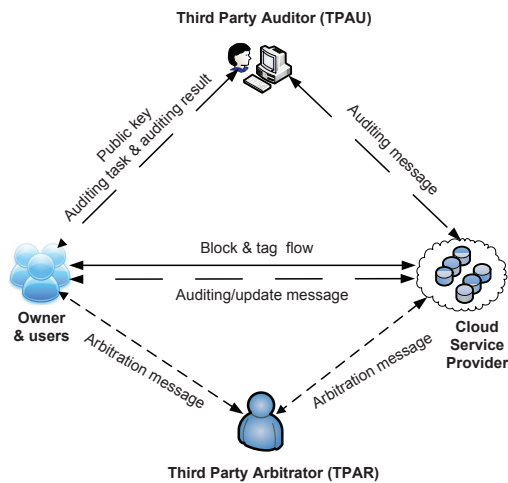 Third Party Auditor (TPAU)
Public key
Auditing task & auditing result
Auditing message
Block & tag flow
Auditing/update message
Owner
& users
Cloud
Service
Provider
Arbitration message
Arbitration message
Third Party Arbitrator (TPAR)